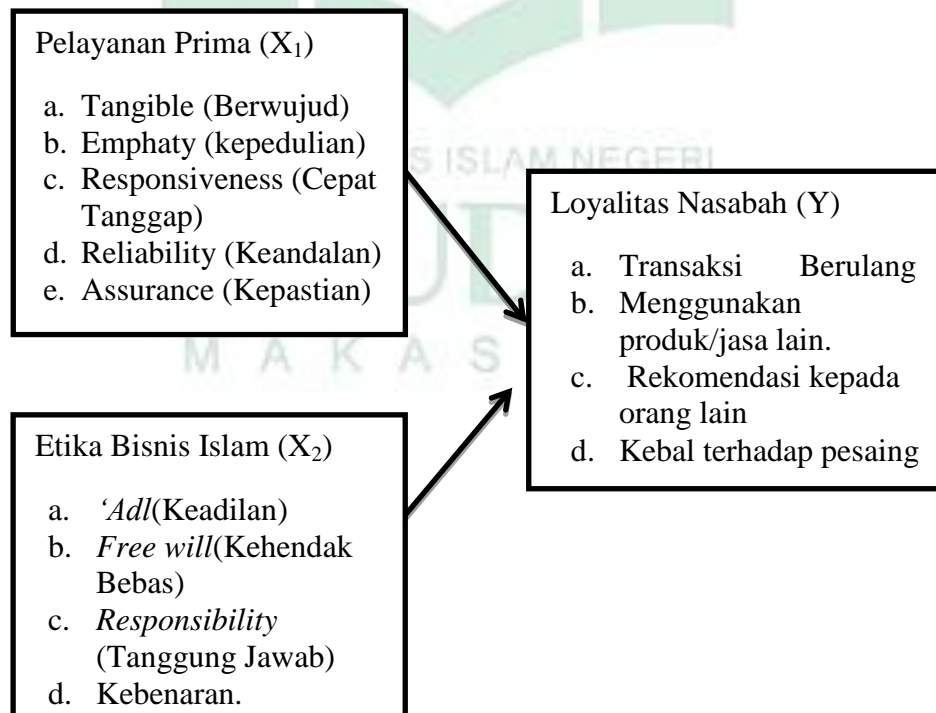 Pelayanan Prima (X₁)
a. Tangible (Berwujud)
b. Emphaty (kepedulian)
c. Responsiveness (Cepat
Tanggap)
d. Reliability (Keandalan)
e. Assurance (Kepastian)
S ISLAM NEGERI
M A K A S
Loyalitas Nasabah (Y)
a. Transaksi Berulang
b. Menggunakan
produk/jasa lain.
c. Rekomendasi kepada
orang lain
d. Kebal terhadap pesaing
Etika Bisnis Islam (X₂)
a. ‘Adl(Keadilan)
b. Free will(Kehendak
Bebas)
c. Responsibility
(Tanggung Jawab)
d. Kebenaran.